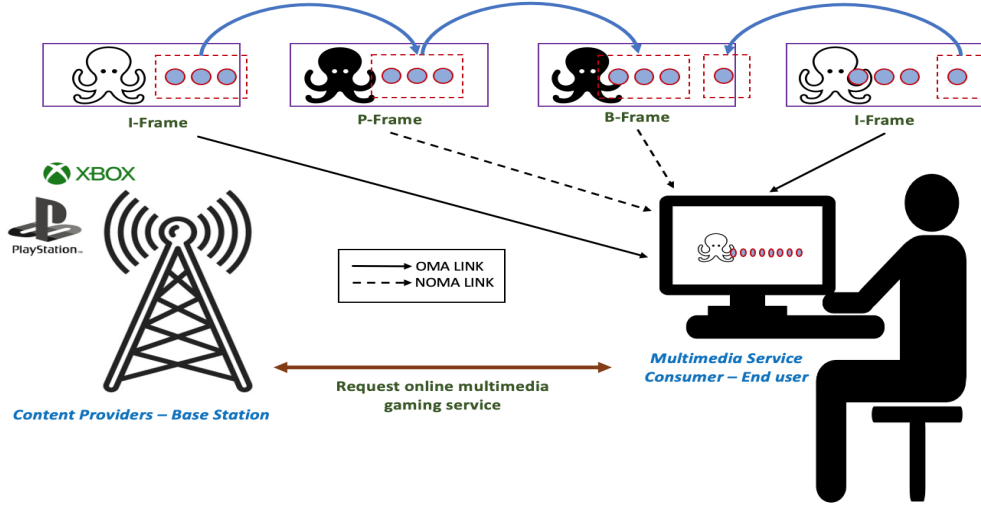 I-Frame
P-Frame
B-Frame
I-Frame
XBOX
PlayStation
OMA LINK
NOMA LINK
Multimedia Service
Consumer – End user
Request online multimedia
gaming service
Content Providers – Base Station